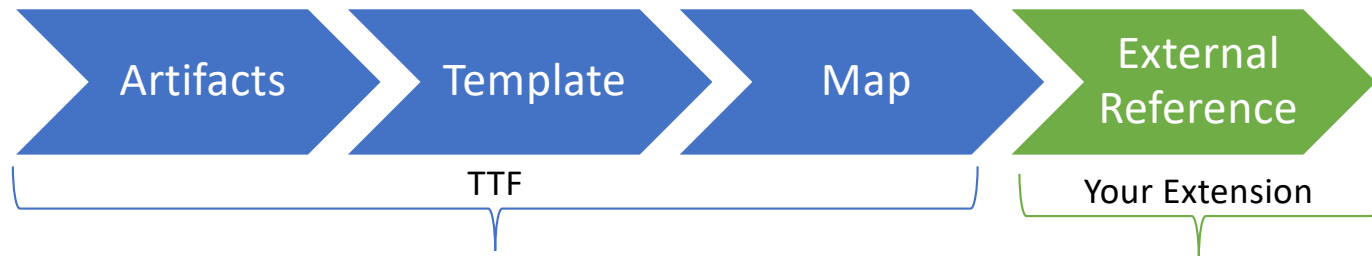 Artifacts
Template
Map
External
Reference
TTF
Your Extension